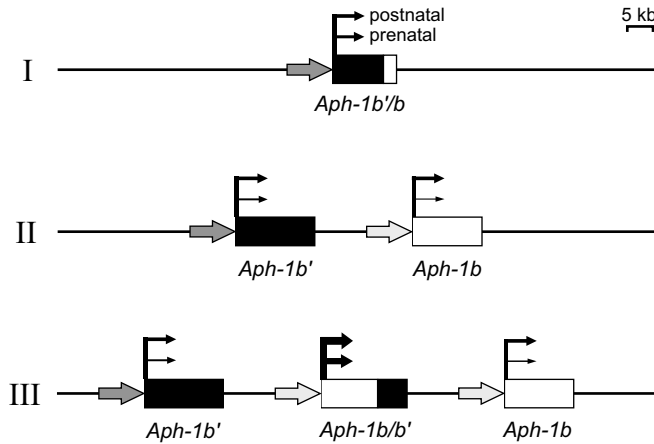 postnatal
prenatal
5 kb
I
Aph-1b'/b
II
Aph-1b'
Aph-1b
III
Aph-1b'
Aph-1b/b'
Aph-1b